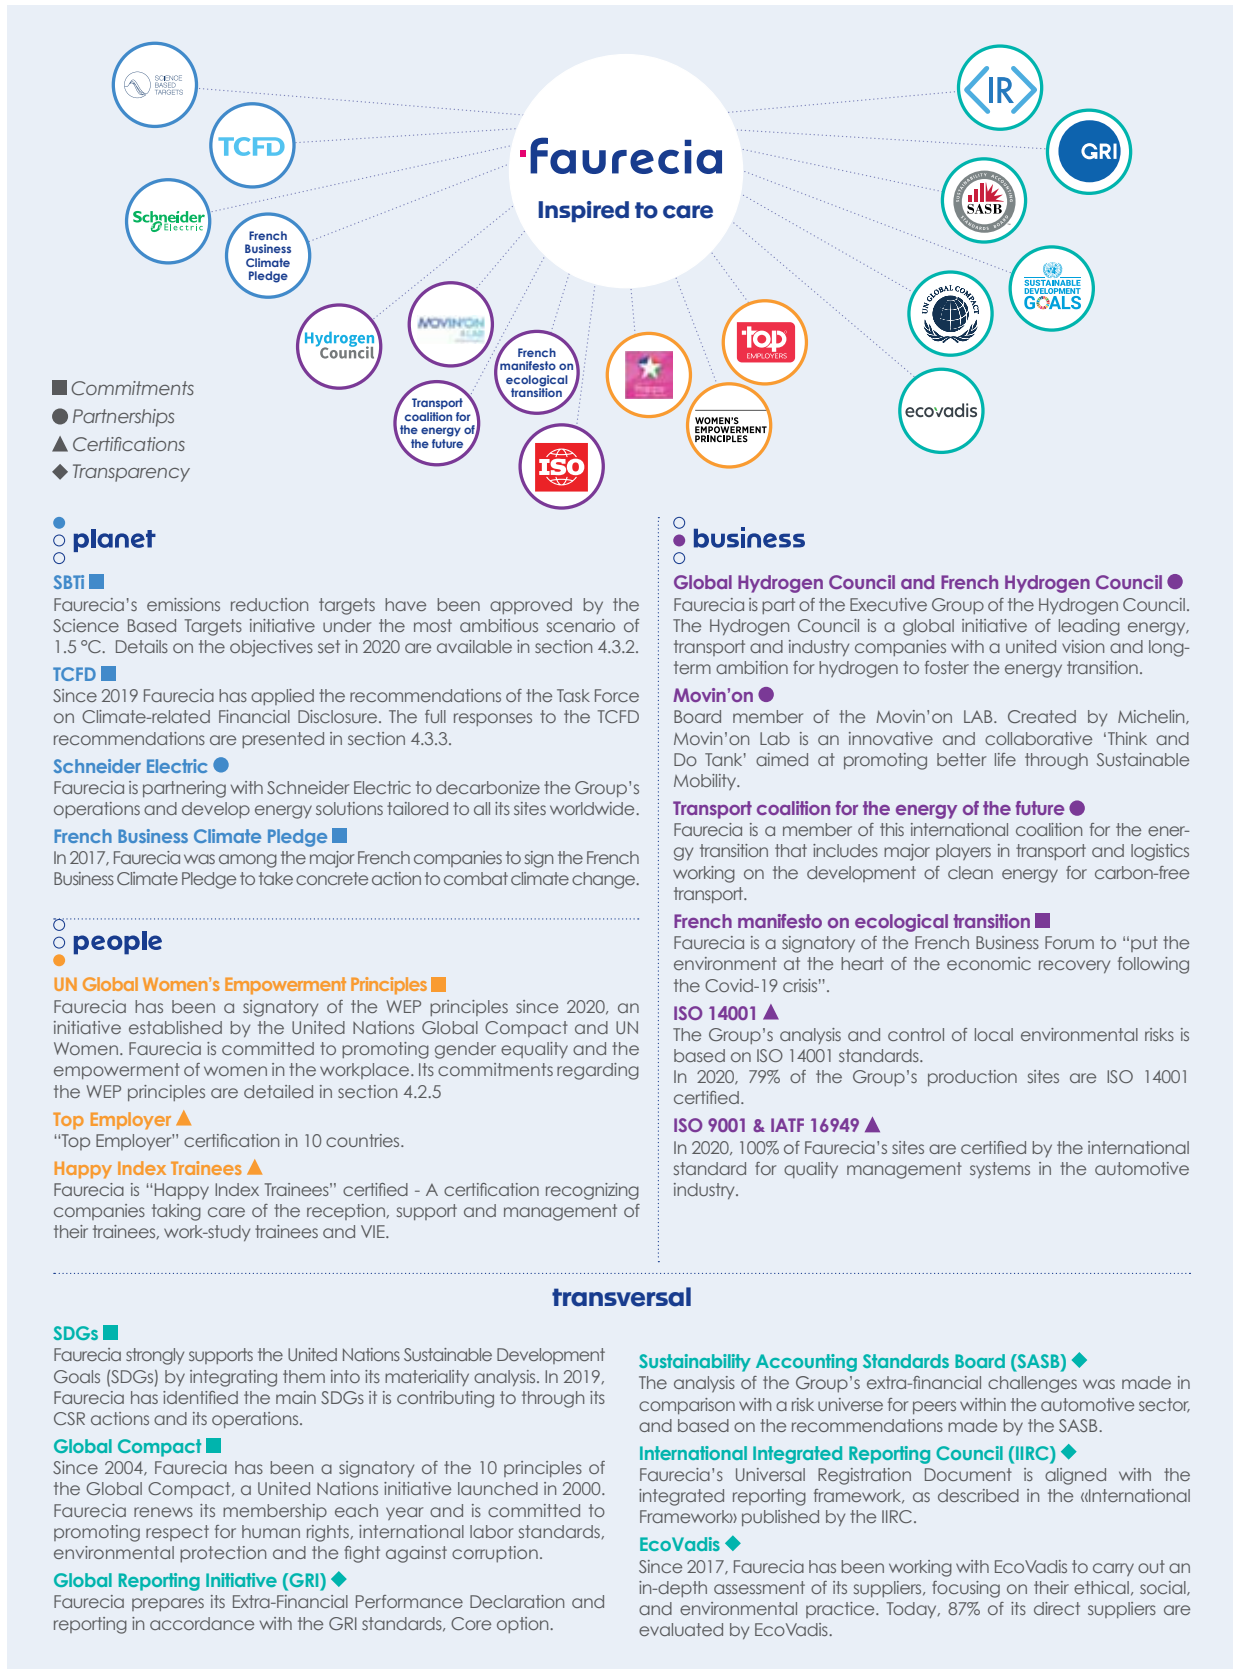 SCIENCE
BASED
TARGETS
TCFD
Schneider
Electric
French
Business
Climate
Pledge
faurecia
Inspired to care
IR
GRI
SUSTAINABILITY ACCOUNTING
SASB
STANDARDS BOARD
SUSTAINABLE
DEVELOPMENT
GOALS
UN GLOBAL COMPACT
ecovadis
Hydrogen
Council
MOVIN'ON
LAB
French
manifesto on
ecological
transition
Transport
coalition for
the energy of
the future
ISO
top
EMPLOYERS
WOMEN'S
EMPOWERMENT
PRINCIPLES
Commitments
Partnerships
Certifications
Transparency
planet
SBTi
Faurecia's emissions reduction targets have been approved by the
Science Based Targets initiative under the most ambitious scenario of
1.5 °C. Details on the objectives set in 2020 are available in section 4.3.2.
TCFD
Since 2019 Faurecia has applied the recommendations of the Task Force
on Climate-related Financial Disclosure. The full responses to the TCFD
recommendations are presented in section 4.3.3.
Schneider Electric
Faurecia is partnering with Schneider Electric to decarbonize the Group's
operations and develop energy solutions tailored to all its sites worldwide.
French Business Climate Pledge
In 2017, Faurecia was among the major French companies to sign the French
Business Climate Pledge to take concrete action to combat climate change.
people
UN Global Women's Empowerment Principles
Faurecia has been a signatory of the WEP principles since 2020, an
initiative established by the United Nations Global Compact and UN
Women. Faurecia is committed to promoting gender equality and the
empowerment of women in the workplace. Its commitments regarding
the WEP principles are detailed in section 4.2.5
Top Employer
“Top Employer” certification in 10 countries.
Happy Index Trainees
Faurecia is “Happy Index Trainees” certified - A certification recognizing
companies taking care of the reception, support and management of
their trainees, work-study trainees and VIE.
business
Global Hydrogen Council and French Hydrogen Council
Faurecia is part of the Executive Group of the Hydrogen Council.
The Hydrogen Council is a global initiative of leading energy,
transport and industry companies with a united vision and long-
term ambition for hydrogen to foster the energy transition.
Movin'on
Board member of the Movin'on LAB. Created by Michelin,
Movin'on Lab is an innovative and collaborative ‘Think and
Do Tank’ aimed at promoting better life through Sustainable
Mobility.
Transport coalition for the energy of the future
Faurecia is a member of this international coalition for the ener-
gy transition that includes major players in transport and logistics
working on the development of clean energy for carbon-free
transport.
French manifesto on ecological transition
Faurecia is a signatory of the French Business Forum to “put the
environment at the heart of the economic recovery following
the Covid-19 crisis”.
ISO 14001
The Group's analysis and control of local environmental risks is
based on ISO 14001 standards.
In 2020, 79% of the Group's production sites are ISO 14001
certified.
ISO 9001 & IATF 16949
In 2020, 100% of Faurecia's sites are certified by the international
standard for quality management systems in the automotive
industry.
transversal
SDGs
Faurecia strongly supports the United Nations Sustainable Development
Goals (SDGs) by integrating them into its materiality analysis. In 2019,
Faurecia has identified the main SDGs it is contributing to through its
CSR actions and its operations.
Global Compact
Since 2004, Faurecia has been a signatory of the 10 principles of
the Global Compact, a United Nations initiative launched in 2000.
Faurecia renews its membership each year and is committed to
promoting respect for human rights, international labor standards,
environmental protection and the fight against corruption.
Global Reporting Initiative (GRI)
Faurecia prepares its Extra-Financial Performance Declaration and
reporting in accordance with the GRI standards, Core option.
Sustainability Accounting Standards Board (SASB)
The analysis of the Group's extra-financial challenges was made in
comparison with a risk universe for peers within the automotive sector,
and based on the recommendations made by the SASB.
International Integrated Reporting Council (IIRC)
Faurecia's Universal Registration Document is aligned with the
integrated reporting framework, as described in the «International
Framework» published by the IIRC.
EcoVadis
Since 2017, Faurecia has been working with EcoVadis to carry out an
in-depth assessment of its suppliers, focusing on their ethical, social,
and environmental practice. Today, 87% of its direct suppliers are
evaluated by EcoVadis.